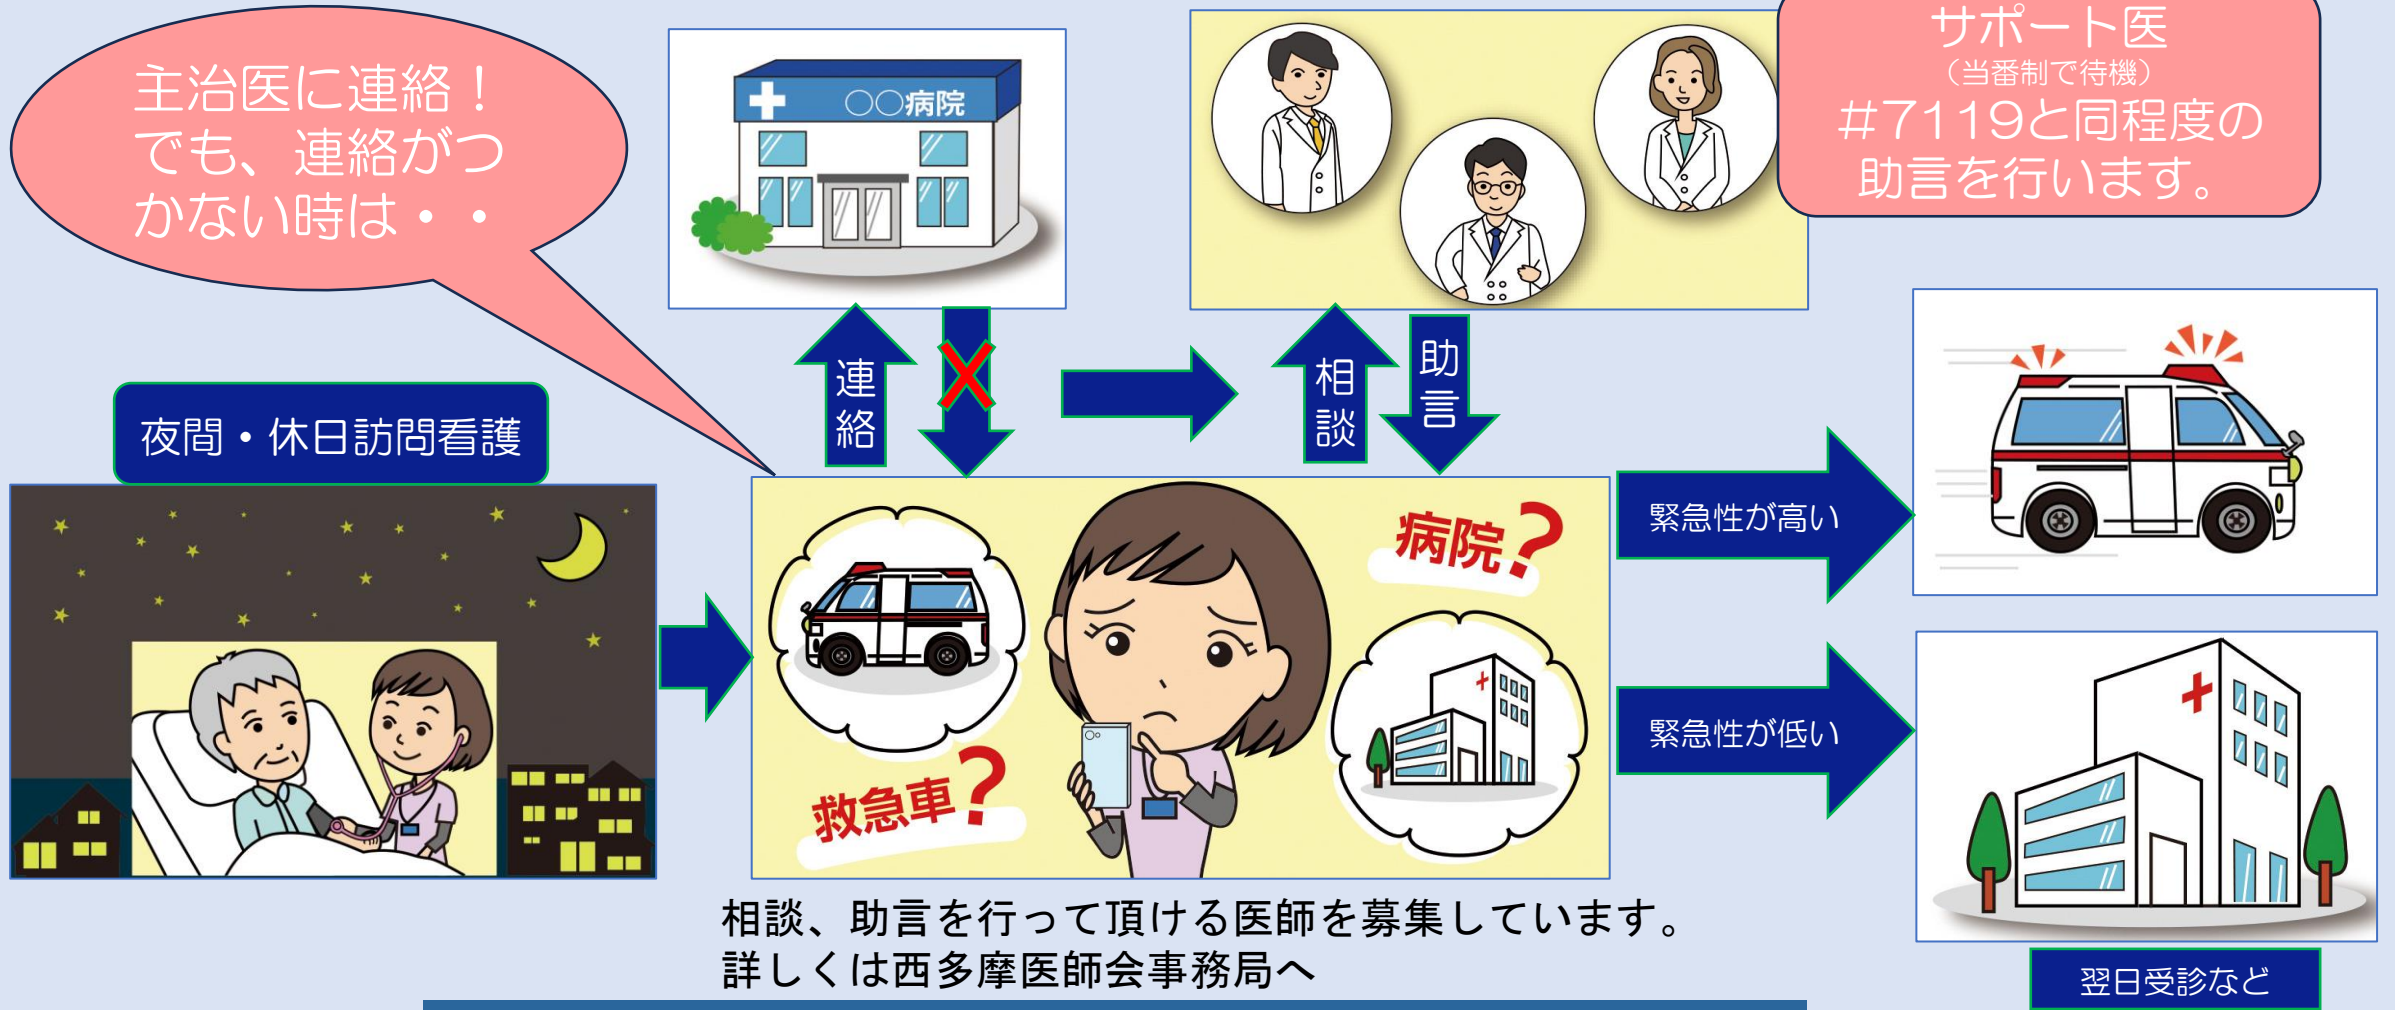 主治医に連絡！
でも、連絡がつ
かない時は・・
○○病院
サポート医
（当番制で待機）
＃7119と同程度の
助言を行います。
連絡
X
相談
助言
夜間・休日訪問看護
救急車？
病院？
緊急性が高い
緊急性が低い
相談、助言を行って頂ける医師を募集しています。
詳しくは西多摩医師会事務局へ
翌日受診など